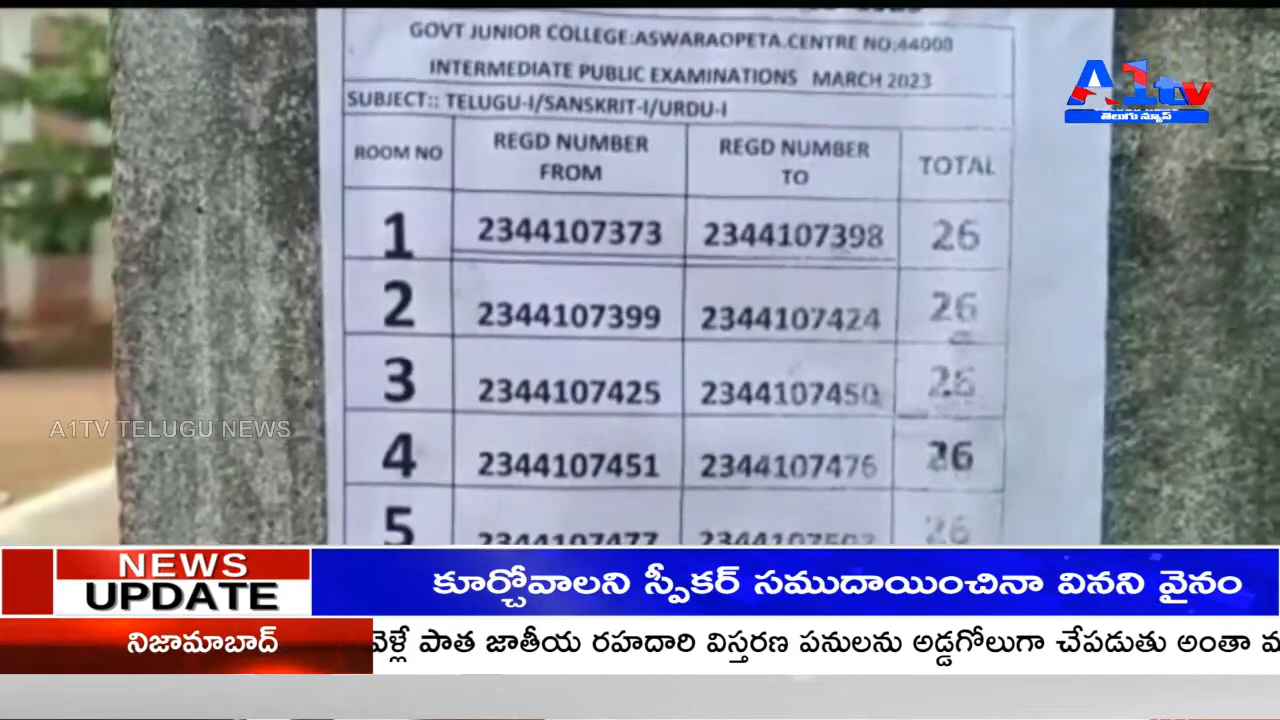 GOVT JUNIOR COLLEGE:ASWARAOPETA.CENTRE NO:44008
INTERMEDIATE PUBLIC EXAMINATIONS MARCH 2023
SUBJECT:: TELUGU-I/SANSKRIT-I/URDU-I
ROOM NO REGD NUMBER FROM REGD NUMBER TO TOTAL
1 2344107373 2344107398 26
2 2344107399 2344107424 26
3 2344107425 2344107450 26
4 2344107451 2344107476 26
5 2344107477 2344107502 26
A1tv
తెలుగు న్యూస్
A1TV TELUGU NEWS
NEWS UPDATE
కూర్చోవాలని స్పీకర్ సముదాయించినా వినని వైనం
నిజామాబాద్
వెళ్లే పాత జాతీయ రహదారి విస్తరణ పనులను అడ్డగోలుగా చేపడుతు అంతా